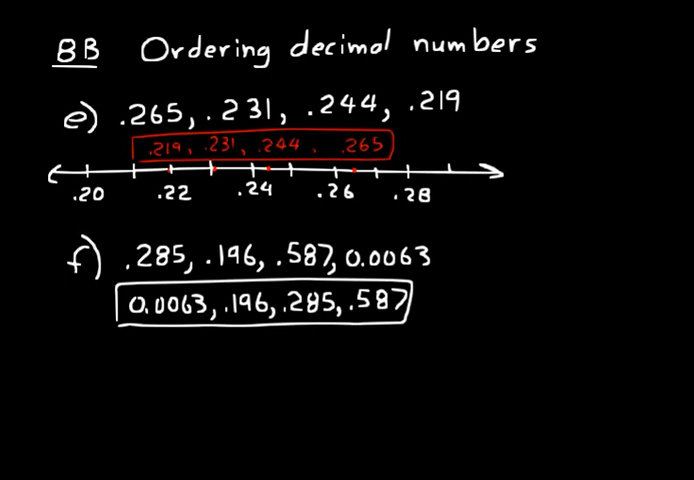 BB Ordering decimal numbers
e) .265, .231, .244, .219
.219, .231, .244, .265
.20 .22 .24 .26 .28
f) .285, .196, .587, 0.0063
0.0063, .196, .285, .587